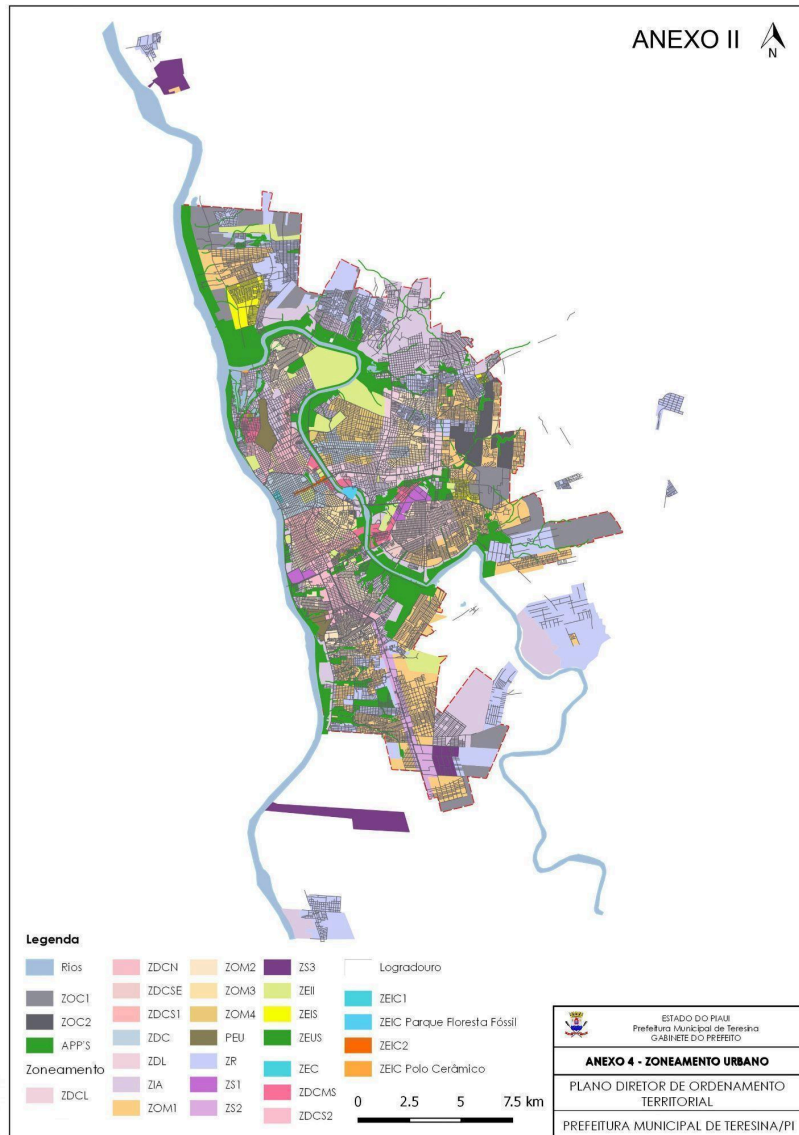 ANEXO II
N
Legenda
Rios
ZOC1
ZOC2
APP'S
Zoneamento
ZDCL
ZDCN
ZDCSE
ZDCS1
ZDC
ZDL
ZIA
ZOM1
ZOM2
ZOM3
ZOM4
PEU
ZR
ZS1
ZS2
ZS3
ZEII
ZEIS
ZEUS
ZEC
ZDCMS
ZDCS2
Logradouro
ZEIC1
ZEIC Parque Floresta Fóssil
ZEIC2
ZEIC Polo Cerâmico
0 2.5 5 7.5 km
ESTADO DO PIAUI
Prefeitura Municipal de Teresina
GABINETE DO PREFEITO
ANEXO 4 - ZONEAMENTO URBANO
PLANO DIRETOR DE ORDENAMENTO
TERRITORIAL
PREFEITURA MUNICIPAL DE TERESINA/PI